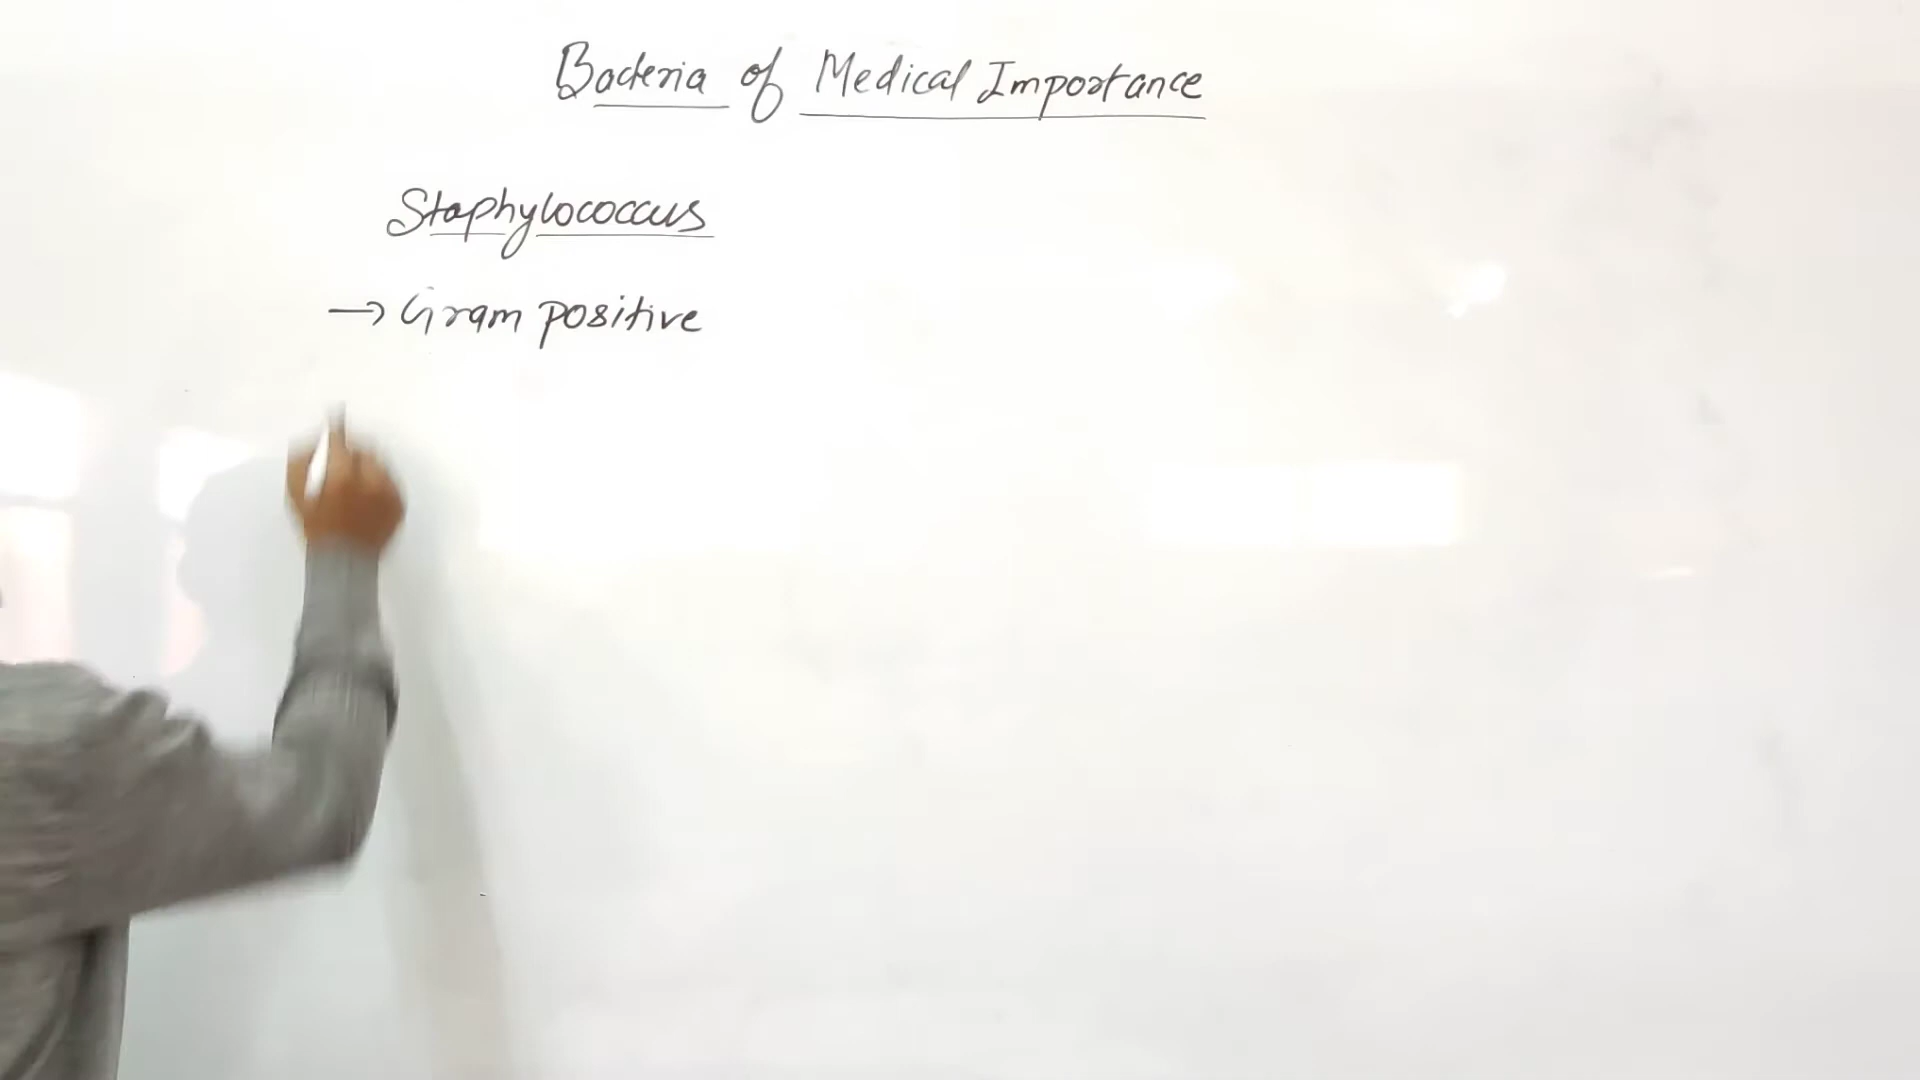 Bacteria of Medical Importance
Staphylococcus
→ Gram positive